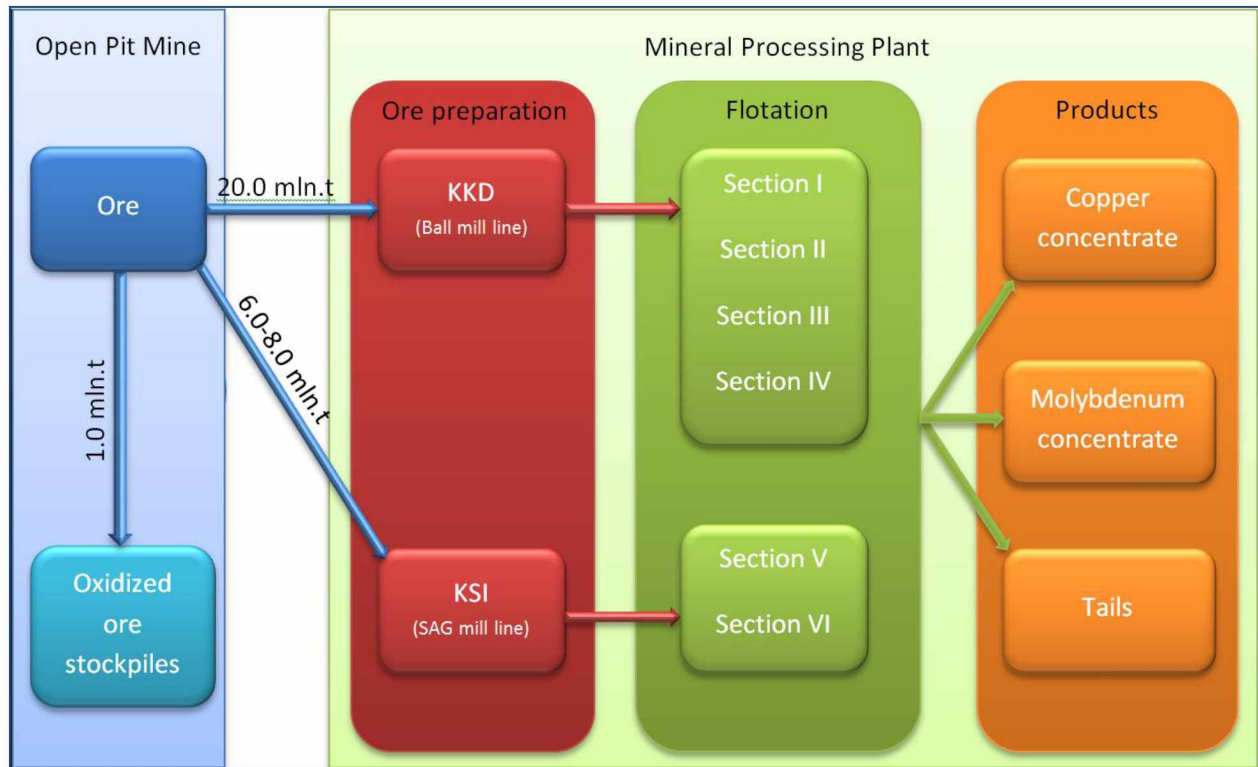 Open Pit Mine
Mineral Processing Plant
Ore preparation
Flotation
Products
Ore
20.0 mln.t
6.0-8.0 mln.t
1.0 mln.t
Oxidized
ore
stockpiles
KKD
(Ball mill line)
KSI
(SAG mill line)
Section I
Section II
Section III
Section IV
Section V
Section VI
Copper
concentrate
Molybdenum
concentrate
Tails